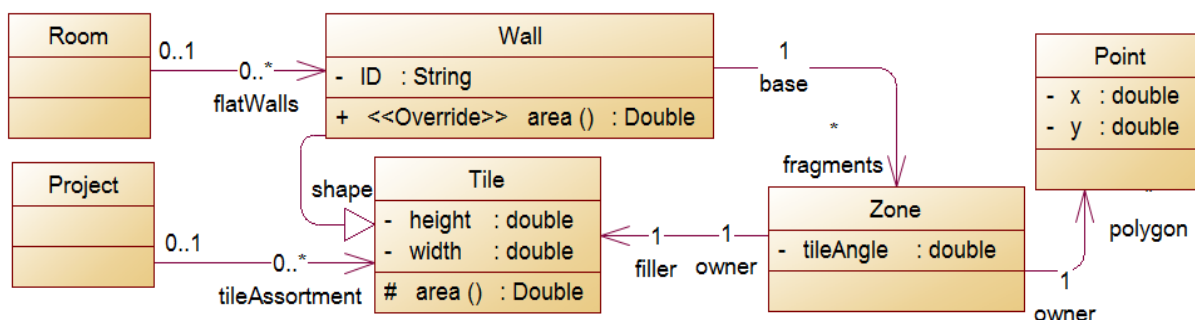 Room
0..1
0..*
flatWalls
Wall
- ID : String
+ <<Override>> area () : Double
1
base
*
fragments
Point
- x : double
- y : double
*
polygon
Project
0..1
0..*
tileAssortment
shape
Tile
- height : double
- width : double
# area () : Double
1
filler
1
owner
Zone
- tileAngle : double
1
owner